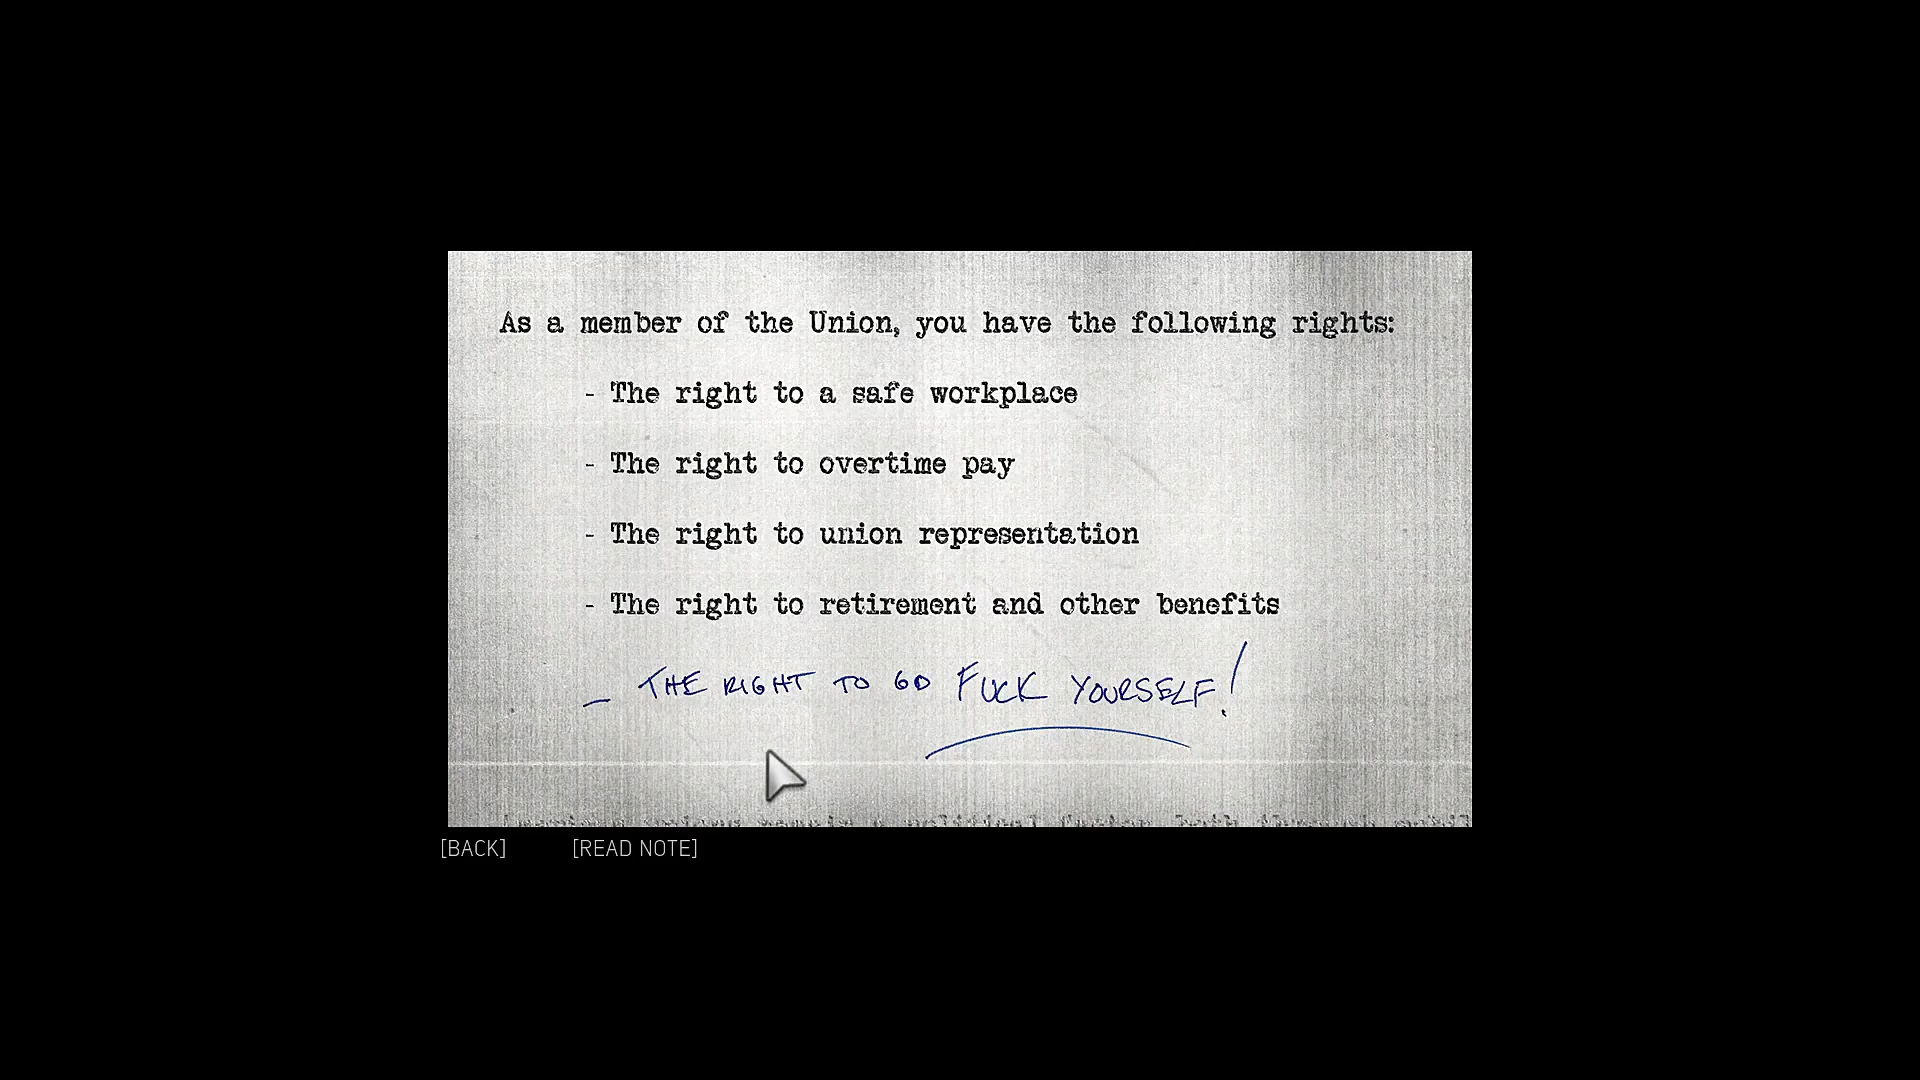 As a member of the Union, you have the following rights:
- The right to a safe workplace
- The right to overtime pay
- The right to union representation
- The right to retirement and other benefits
- THE RIGHT TO GO FUCK YOURSELF!
[BACK] [READ NOTE]